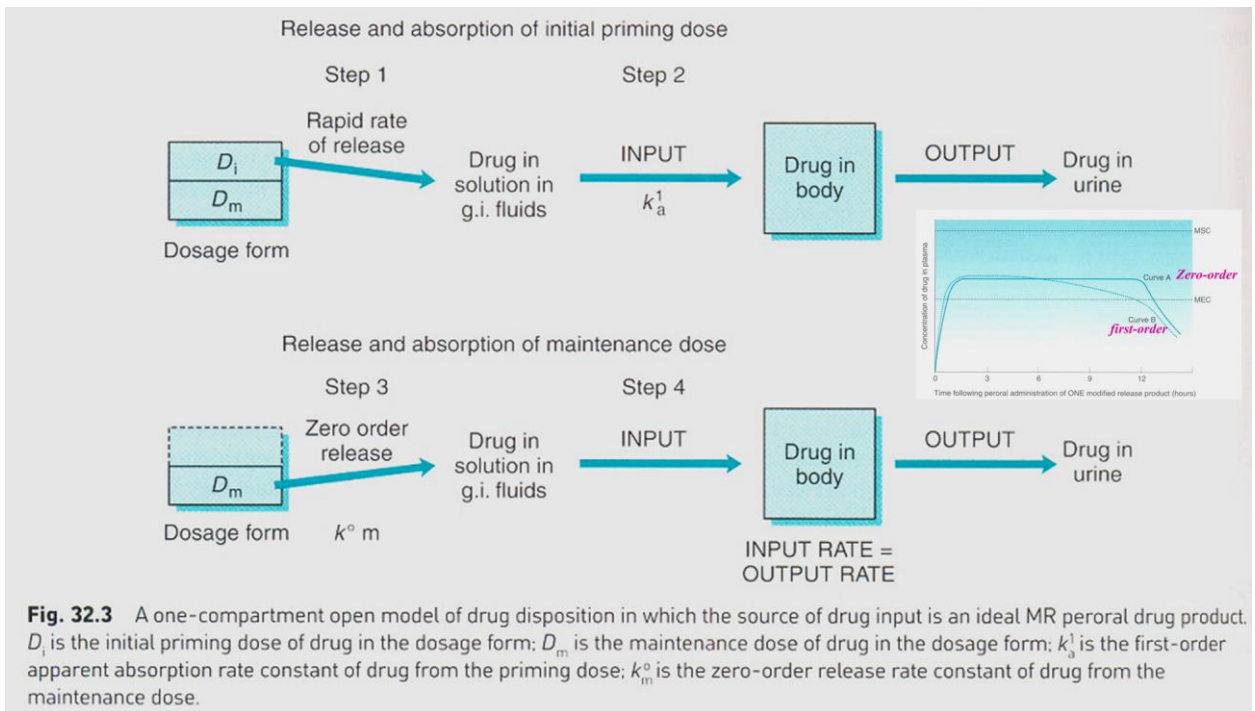 Release and absorption of initial priming dose
Step 1
Step 2
Rapid rate
of release
Di
Dm
Dosage form
Drug in
solution in
g.i. fluids
INPUT
k¹a
Drug in
body
OUTPUT
Drug in
urine
Concentration of drug in plasma
MSC
Curve A Zero-order
MEC
Curve B
first-order
0 3 6 9 12
Time following peroral administration of ONE modified release product (hours)
Release and absorption of maintenance dose
Step 3
Step 4
Zero order
release
Dm
Dosage form
k° m
Drug in
solution in
g.i. fluids
INPUT
Drug in
body
OUTPUT
Drug in
urine
INPUT RATE =
OUTPUT RATE
Fig. 32.3 A one-compartment open model of drug disposition in which the source of drug input is an ideal MR peroral drug product.
Di is the initial priming dose of drug in the dosage form; Dm is the maintenance dose of drug in the dosage form; k¹a is the first-order
apparent absorption rate constant of drug from the priming dose; k°m is the zero-order release rate constant of drug from the
maintenance dose.